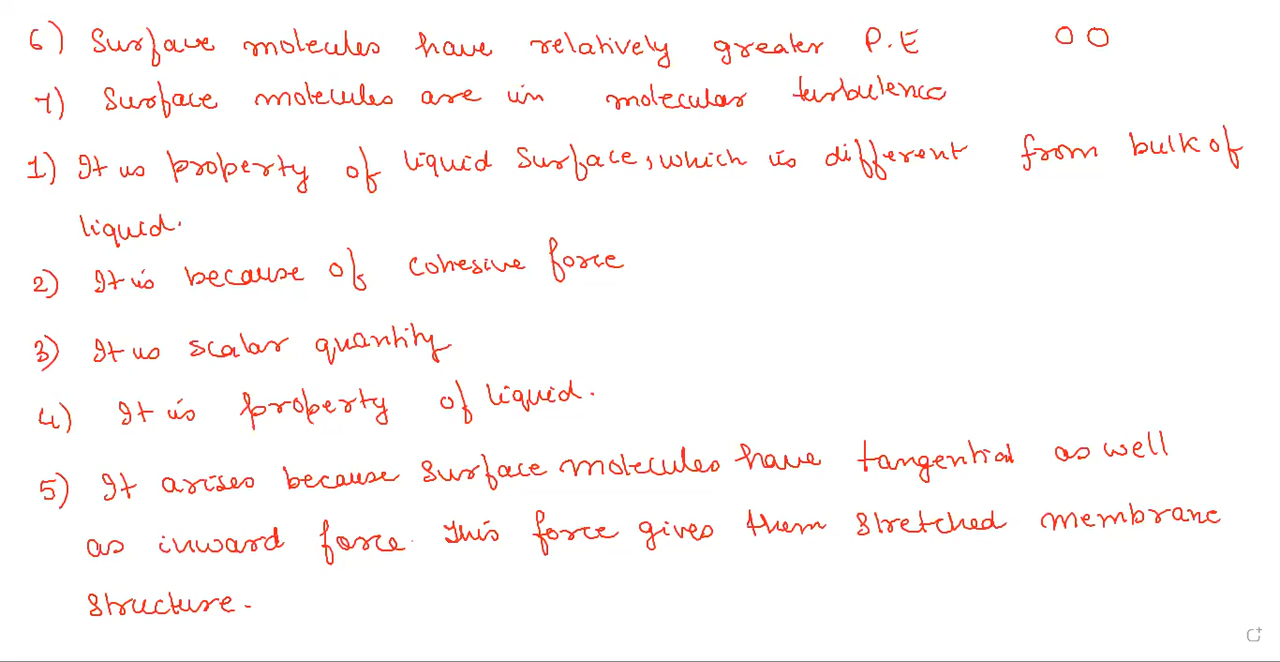 6) Surface molecules have relatively greater P.E
7) Surface molecules are in molecular turbulence
1) It is property of liquid surface, which is different from bulk of
liquid.
2) It is because of cohesive force
3) It is scalar quantity
4) It is property of liquid.
5) It arises because surface molecules have tangential as well
as inward force. This force gives them stretched membrane
structure.